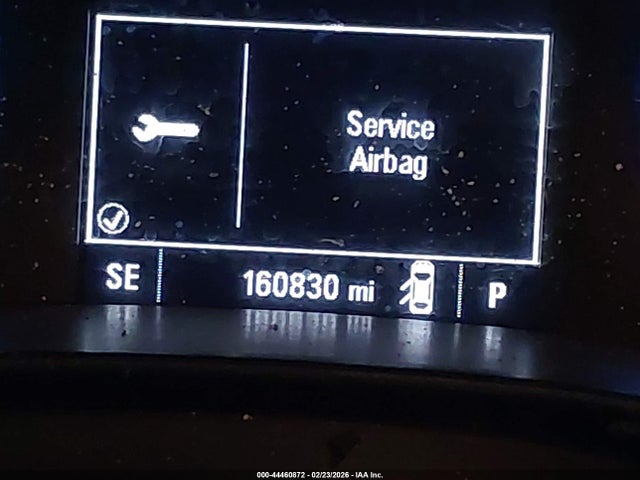 Service
Airbag
SE
160830 mi
P
000-44460872 - 02/23/2026 - IAA Inc.